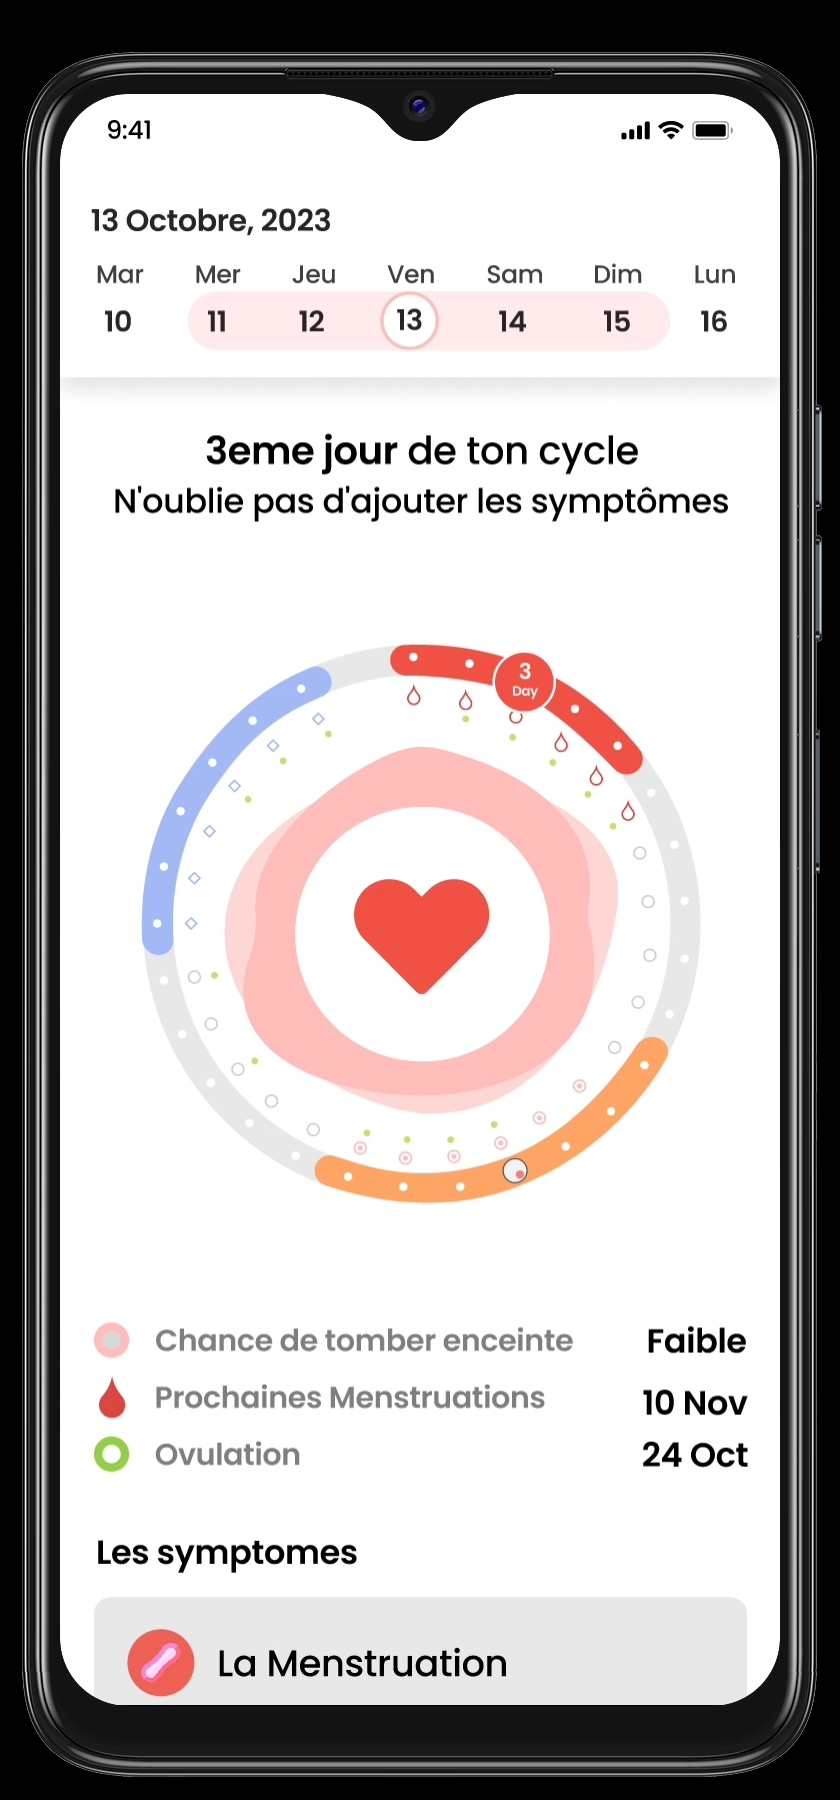 9:41
13 Octobre, 2023
Mar Mer Jeu Ven Sam Dim Lun
10 11 12 13 14 15 16
3eme jour de ton cycle
N'oublie pas d'ajouter les symptômes
3
Day
Chance de tomber enceinte Faible
Prochaines Menstruations 10 Nov
Ovulation 24 Oct
Les symptomes
La Menstruation